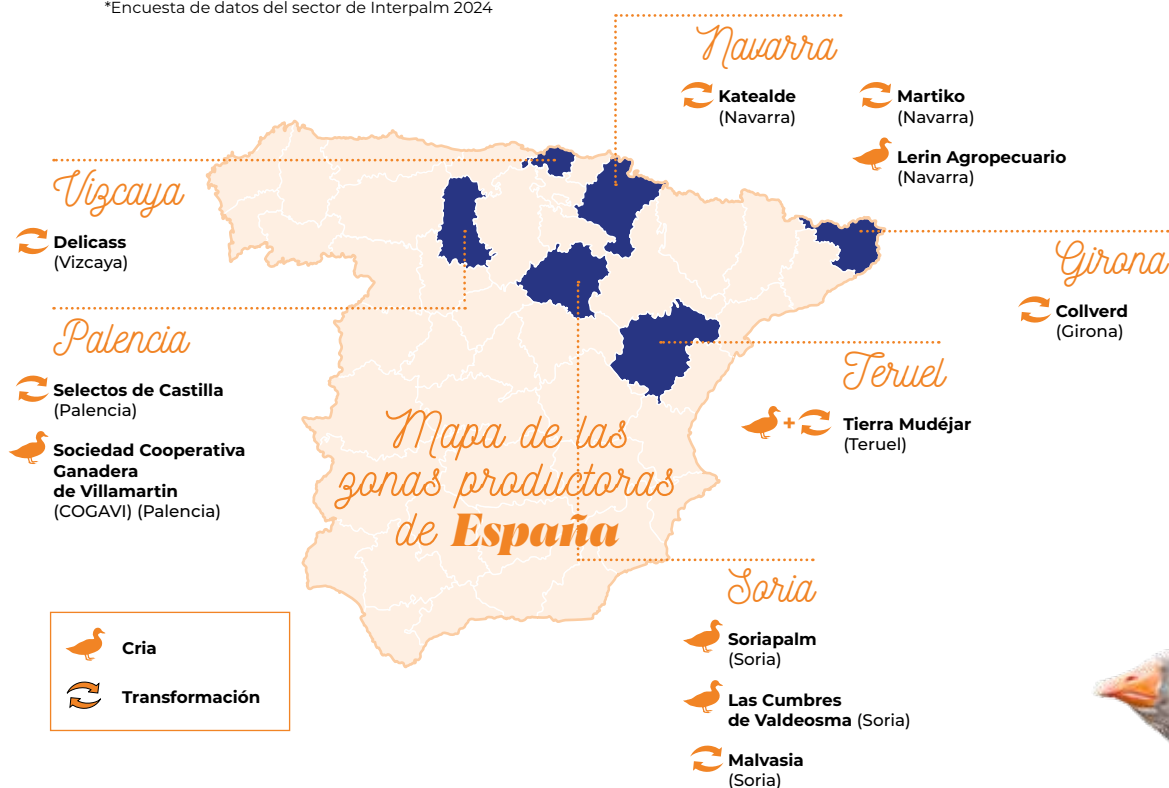 *Encuesta de datos del sector de Interpalm 2024
Navarra
Katealde
(Navarra)
Martiko
(Navarra)
Lerin Agropecuario
(Navarra)
Vizcaya
Delicass
(Vizcaya)
Girona
Collverd
(Girona)
Palencia
Selectos de Castilla
(Palencia)
Sociedad Cooperativa
Ganadera
de Villamartin
(COGAVI) (Palencia)
Teruel
+
Tierra Mudéjar
(Teruel)
Mapa de las
zonas productoras
de España
Soria
Soriapalm
(Soria)
Las Cumbres
de Valdeosma (Soria)
Malvasia
(Soria)
Cria
Transformación